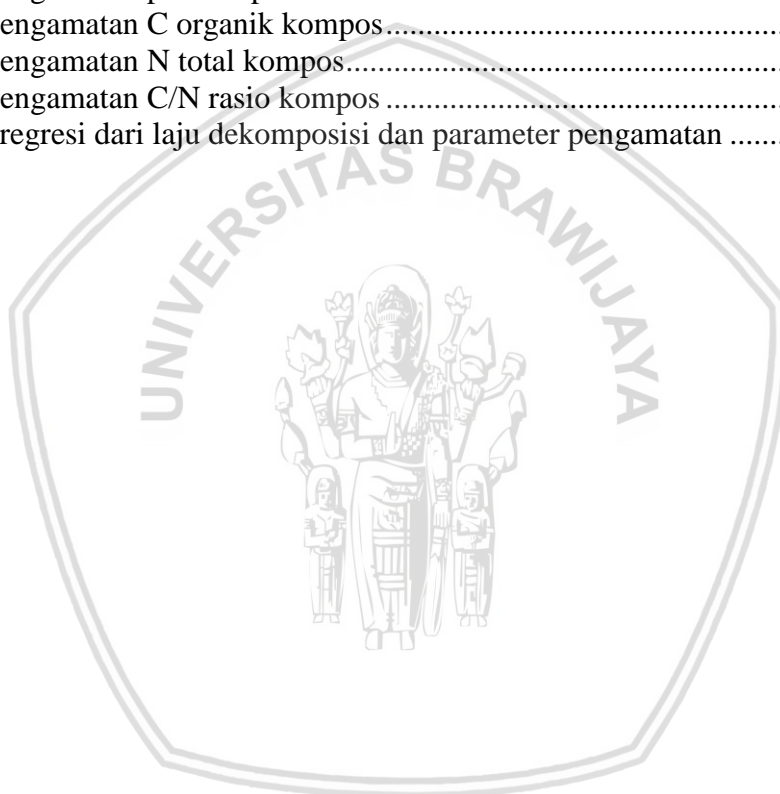 engamatan C organik kompos..................................................
engamatan N total kompos.......................................................
engamatan C/N rasio kompos ..................................................
regresi dari laju dekomposisi dan parameter pengamatan .......
UNIVERSITAS BRAWIJAYA